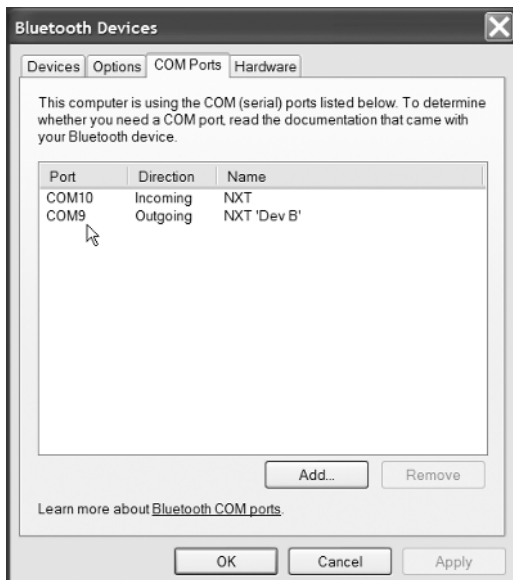 Bluetooth Devices
Devices Options COM Ports Hardware
This computer is using the COM (serial) ports listed below. To determine
whether you need a COM port, read the documentation that came with
your Bluetooth device.
Port Direction Name
COM10 Incoming NXT
COM9 Outgoing NXT 'Dev B'
Add... Remove
Learn more about Bluetooth COM ports.
OK Cancel Apply